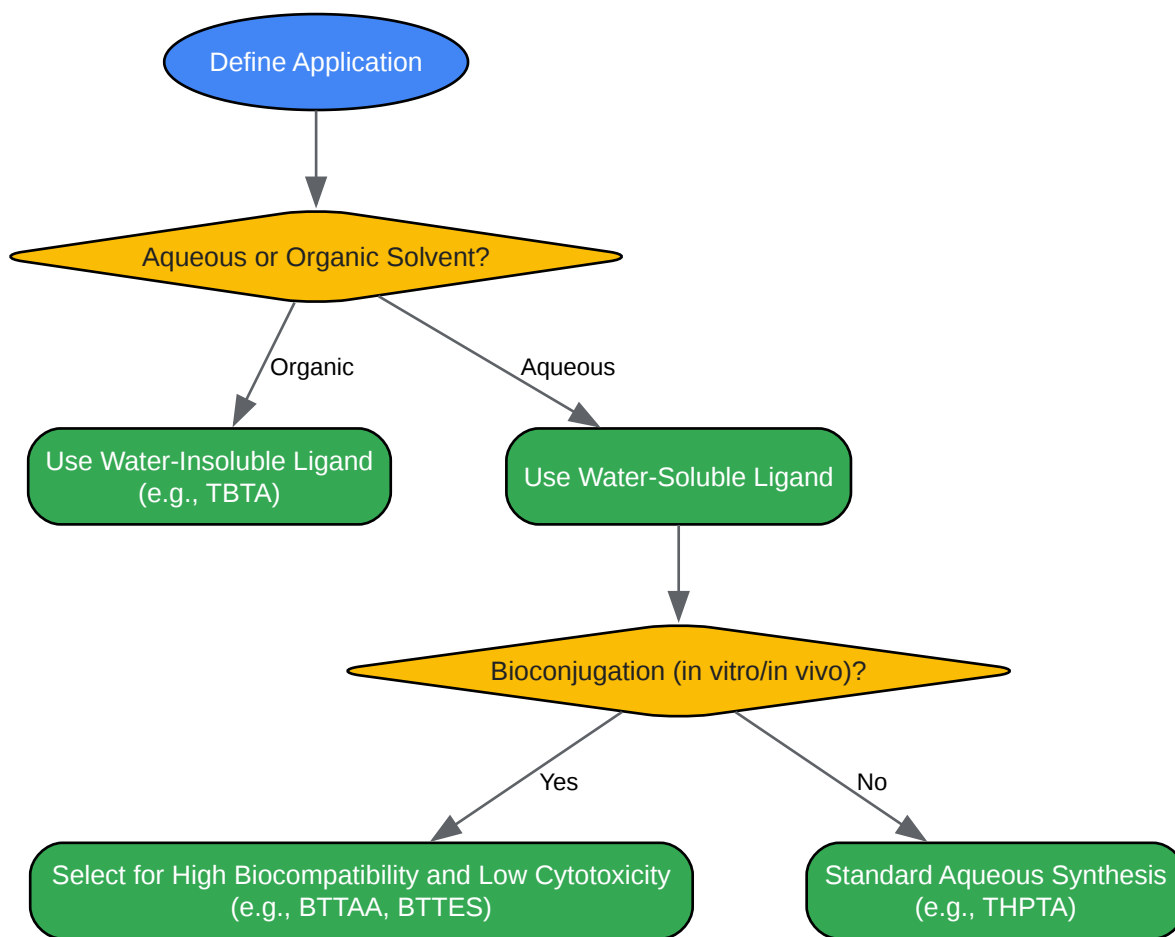 Define Application
Aqueous or Organic Solvent?
Organic
Aqueous
Use Water-Insoluble Ligand
(e.g., TBTA)
Use Water-Soluble Ligand
Bioconjugation (in vitro/in vivo)?
Yes
No
Select for High Biocompatibility and Low Cytotoxicity
(e.g., BTTAA, BTTES)
Standard Aqueous Synthesis
(e.g., THPTA)